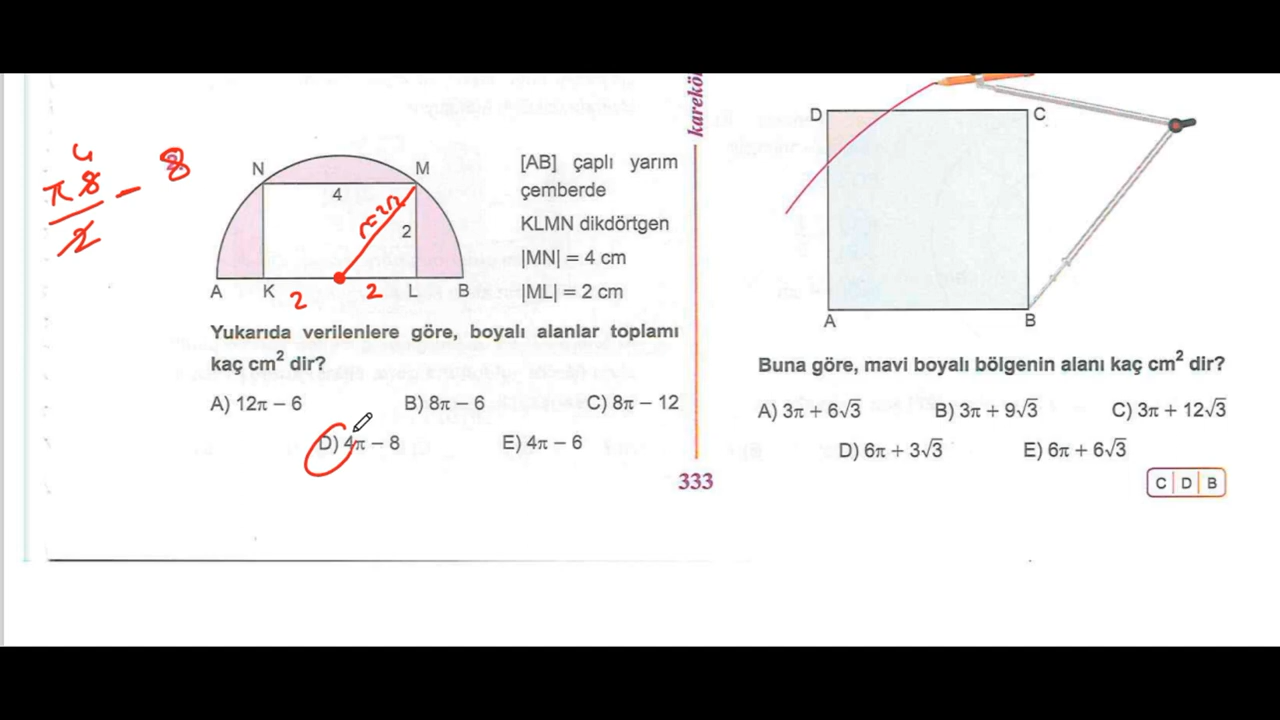 N
M
4
r=2√2
2
A
K
2
2
L
B
π 8 4
2
- 8
[AB] çaplı yarım
çemberde
KLMN dikdörtgen
|MN| = 4 cm
|ML| = 2 cm
Yukarıda verilenlere göre, boyalı alanlar toplamı
kaç cm² dir?
A) 12π – 6
B) 8π – 6
C) 8π – 12
D) 4π – 8
E) 4π – 6
karekö
333
D
C
A
B
Buna göre, mavi boyalı bölgenin alanı kaç cm² dir?
A) 3π + 6√3
B) 3π + 9√3
C) 3π + 12√3
D) 6π + 3√3
E) 6π + 6√3
C D B